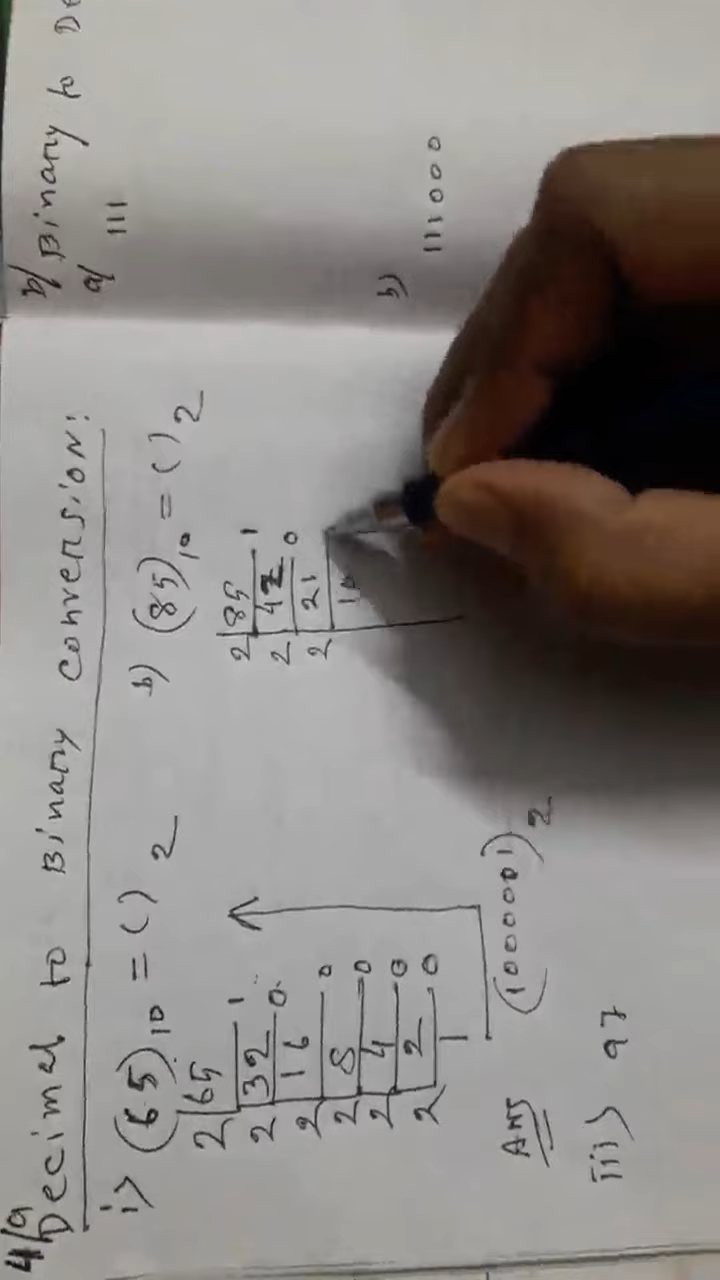 4/a
Decimal to Binary conversion:
i> (65)10 = ( ) 2
2 65
2 32 1
2 16 0
2 8 0
2 4 0
2 2 0
1 0
Ans (1000001)2
iii> 97
b) (85)10 = ( ) 2
2 85
2 42 1
2 21 0
10
b/ Binary to De
a/ 111
b) 111000